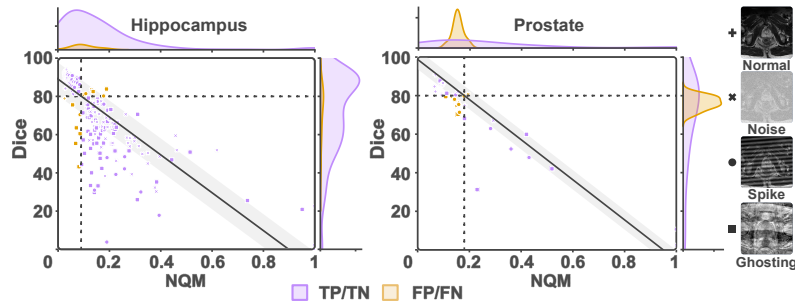 Hippocampus
Prostate
Normal
Noise
Spike
Ghosting
Dice
100
80
60
40
20
0
0.2
0.4
0.6
0.8
1
NQM
Dice
100
80
60
40
20
0
0.2
0.4
0.6
0.8
1
NQM
TP/TN
FP/FN